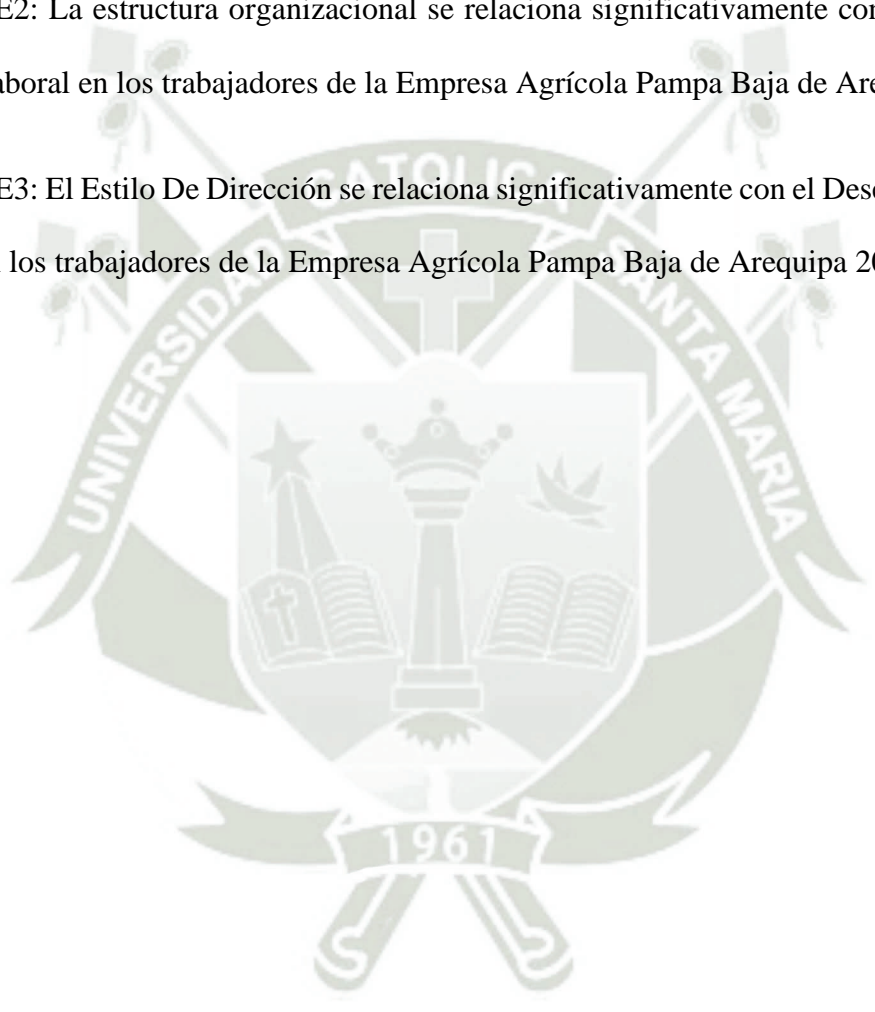 E2: La estructura organizacional se relaciona significativamente con
aboral en los trabajadores de la Empresa Agrícola Pampa Baja de Are
E3: El Estilo De Dirección se relaciona significativamente con el Des
los trabajadores de la Empresa Agrícola Pampa Baja de Arequipa 20
UNIVERSIDAD CATOLICA SANTA MARIA
1961